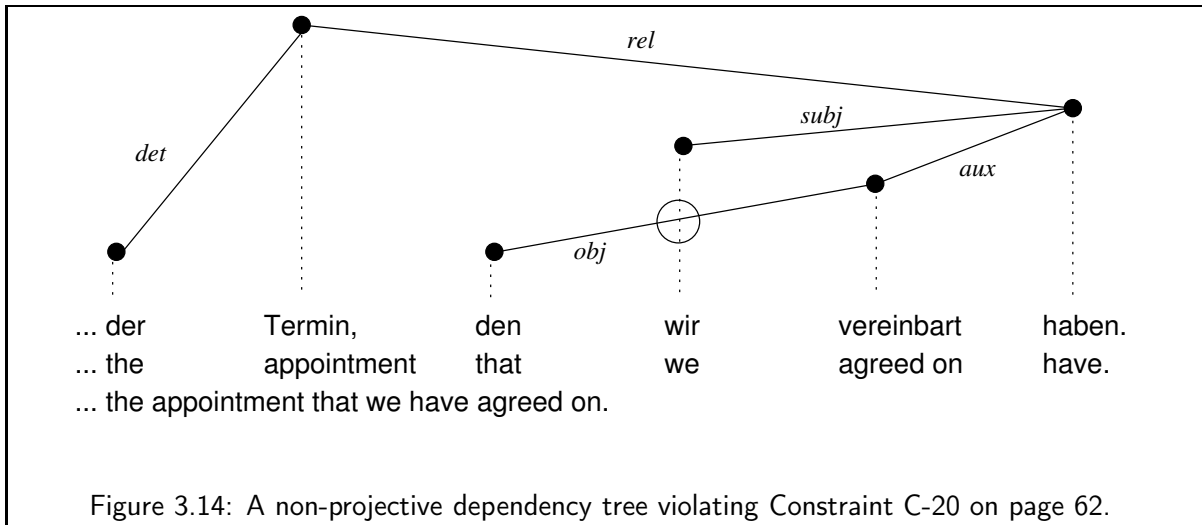 rel
subj
det
aux
obj
... der Termin, den wir vereinbart haben.
... the appointment that we agreed on have.
... the appointment that we have agreed on.
Figure 3.14: A non-projective dependency tree violating Constraint C-20 on page 62.